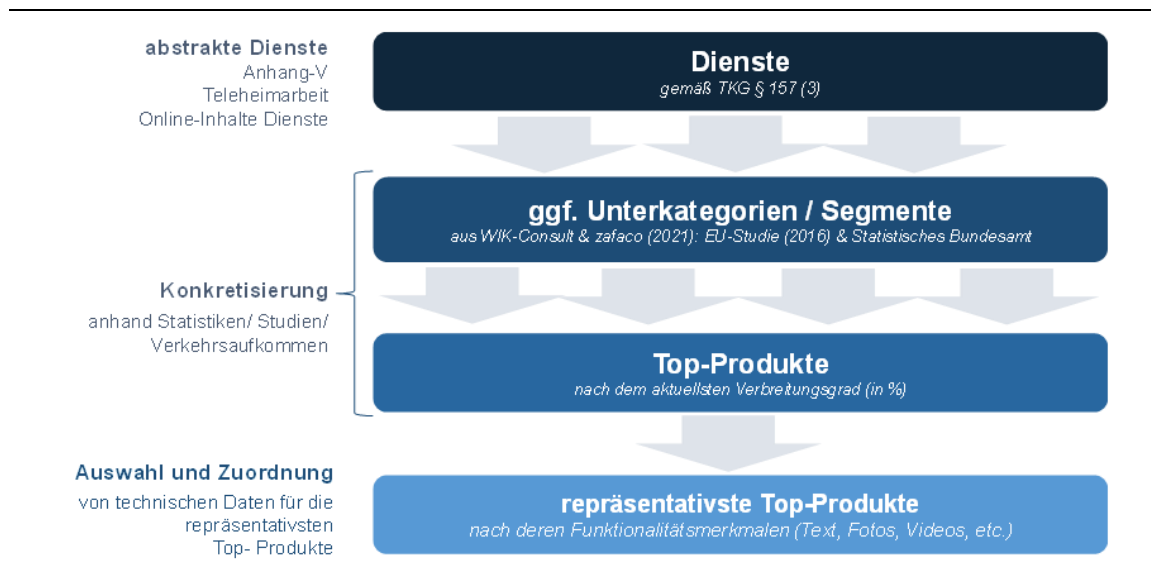 abstrakte Dienste
Anhang-V
Teleheimarbeit
Online-Inhalte Dienste
Dienste
gemäß TKG § 157 (3)
ggf. Unterkategorien / Segmente
aus WIK-Consult & zafaco (2021): EU-Studie (2016) & Statistisches Bundesamt
Konkretisierung
anhand Statistiken/ Studien/
Verkehrsaufkommen
Top-Produkte
nach dem aktuellsten Verbreitungsgrad (in %)
Auswahl und Zuordnung
von technischen Daten für die
repräsentativsten
Top- Produkte
repräsentativste Top-Produkte
nach deren Funktionalitätsmerkmalen (Text, Fotos, Videos, etc.)